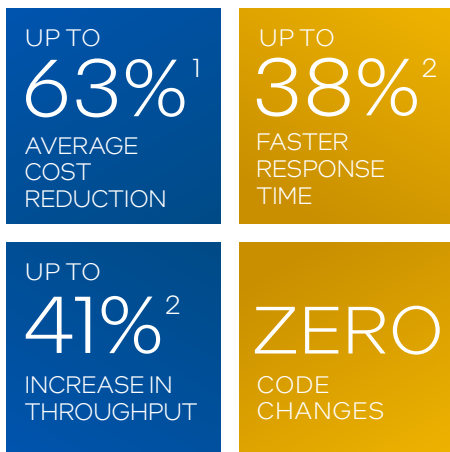 UP TO
63%¹
AVERAGE
COST
REDUCTION
UP TO
38%²
FASTER
RESPONSE
TIME
UP TO
41%²
INCREASE IN
THROUGHPUT
ZERO
CODE
CHANGES